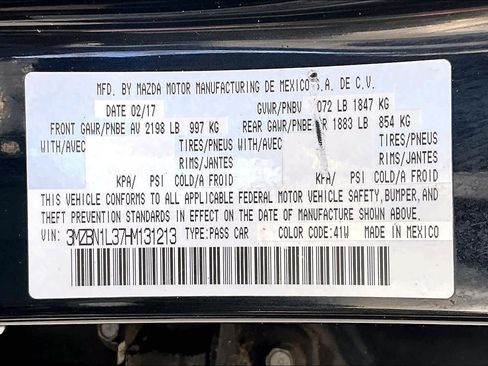 MFD. BY MAZDA MOTOR MANUFACTURING DE MEXICO S.A. DE C.V.
DATE 02/17 GVWR/PNBV 072 LB 1847 KG
FRONT GAWR/PNBE AV 2198 LB 997 KG REAR GAWR/PNBE AR 1883 LB 854 KG
WITH/AVEC TIRES/PNEUS WITH/AVEC TIRES/PNEUS
RIMS/JANTES RIMS/JANTES
KPA/ PSI COLD/A FROID KPA/ PSI COLD/A FROID
THIS VEHICLE CONFORMS TO ALL APPLICABLE FEDERAL MOTOR VEHICLE SAFETY, BUMPER, AND
THEFT PREVENTION STANDARDS IN EFFECT ON THE DATE OF MANUFACTURE SHOWN ABOVE.
VIN: 3MZBN1L37HM131213 TYPE:PASS CAR COLOR CODE:41W MADE IN MEXICO